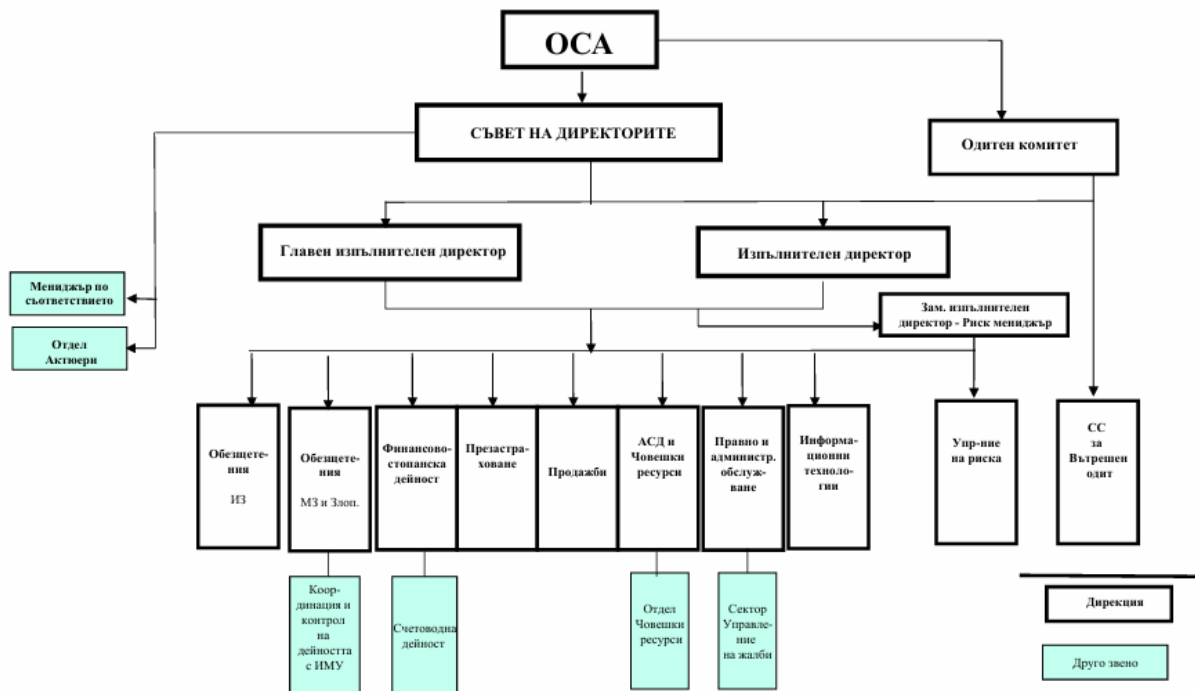 ОСА
СЪВЕТ НА ДИРЕКТОРИТЕ
Одитен комитет
Главен изпълнителен директор
Изпълнителен
директор
Мениджър по
съответствието
Отдел
Актюери
Зам. изпълнителен
директор - Риск мениджър
Обезщете-
ния
ИЗ
Обезщете-
ния
МЗ и Злоп.
Финансово-
стопанска
дейност
Презастра-
ховане
Продажби
АСД и
Човешки
ресурси
Правно и
администр.
обслуж-
ване
Информа-
ционни
техноло-
гии
Упр-ние
на риска
СС
за
Вътрешен
одит
Коор-
динация и
контрол
на
дейността
с ИМУ
Счетоводна
дейност
Отдел
Човешки
ресурси
Сектор
Управле-
ние
на жалби
Дирекция
Друго звено